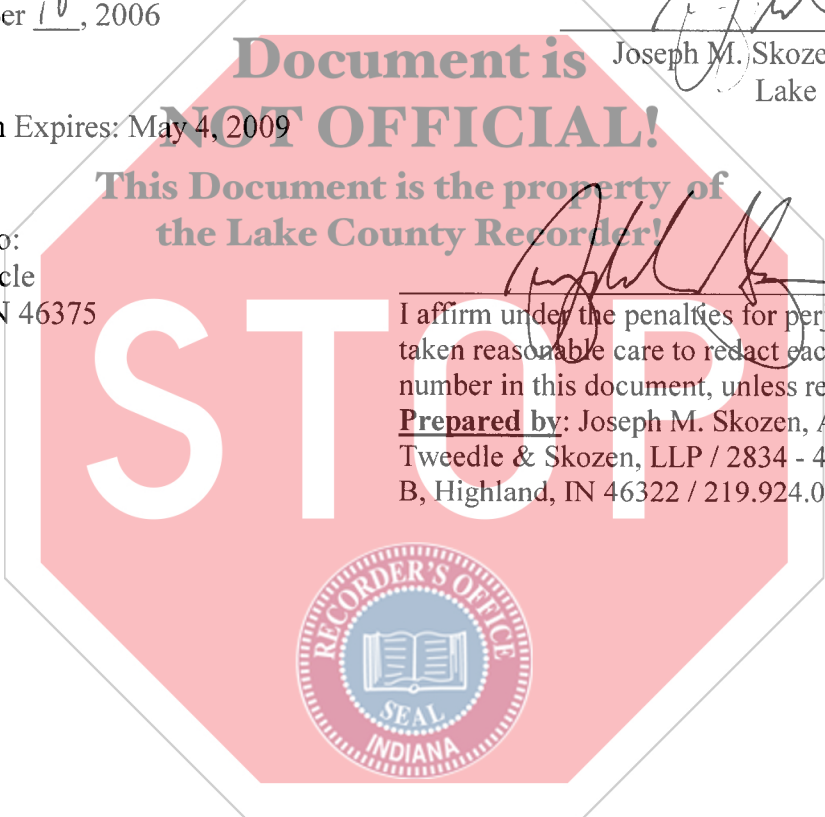 er 10, 2006
Joseph M. Skoze
Lake
Document is
NOT OFFICIAL!
n Expires: May 4, 2009
This Document is the property of
the Lake County Recorder!
o:
cle
N 46375
I affirm under the penalties for per
taken reasonable care to redact eac
number in this document, unless re
Prepared by: Joseph M. Skozen, A
Tweedle & Skozen, LLP / 2834 - 4
B, Highland, IN 46322 / 219.924.0
STOP
RECORDER'S OFFICE
SEAL
INDIANA